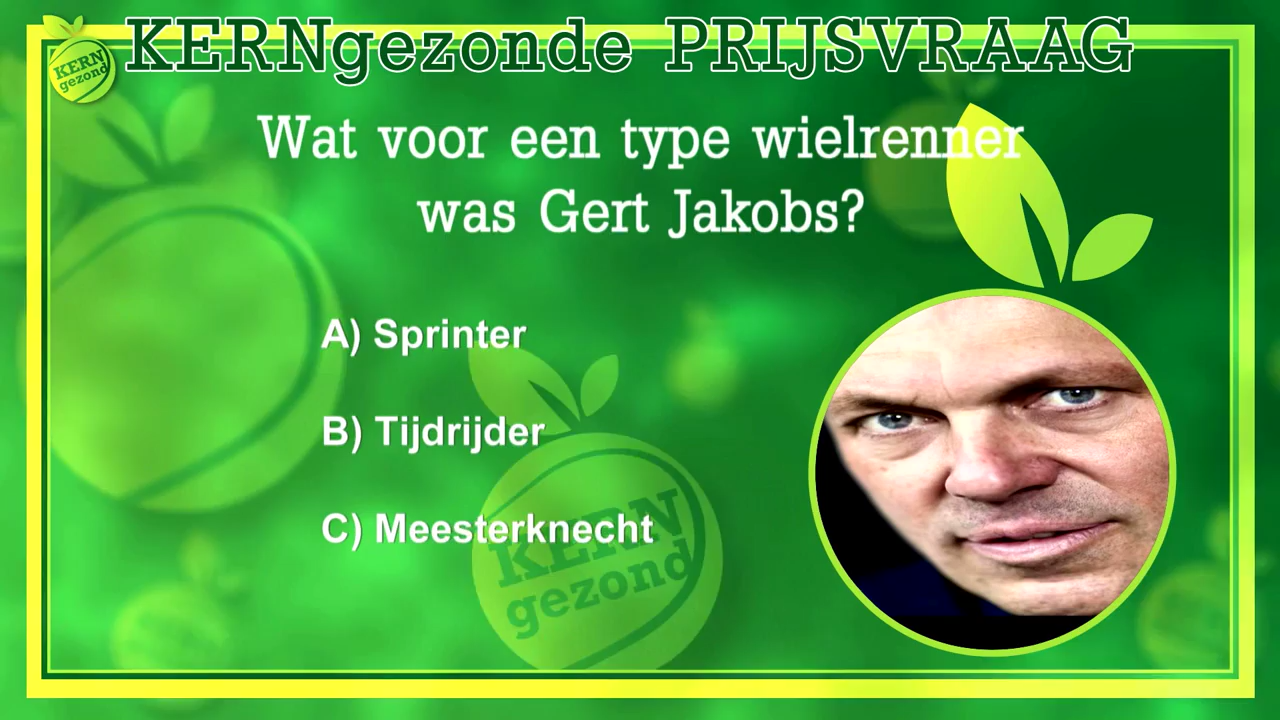 KERN
gezond
KERNgezonde PRIJSVRAAG
Wat voor een type wielrenner
was Gert Jakobs?
A) Sprinter
B) Tijdrijder
C) Meesterknecht
KERN
gezond